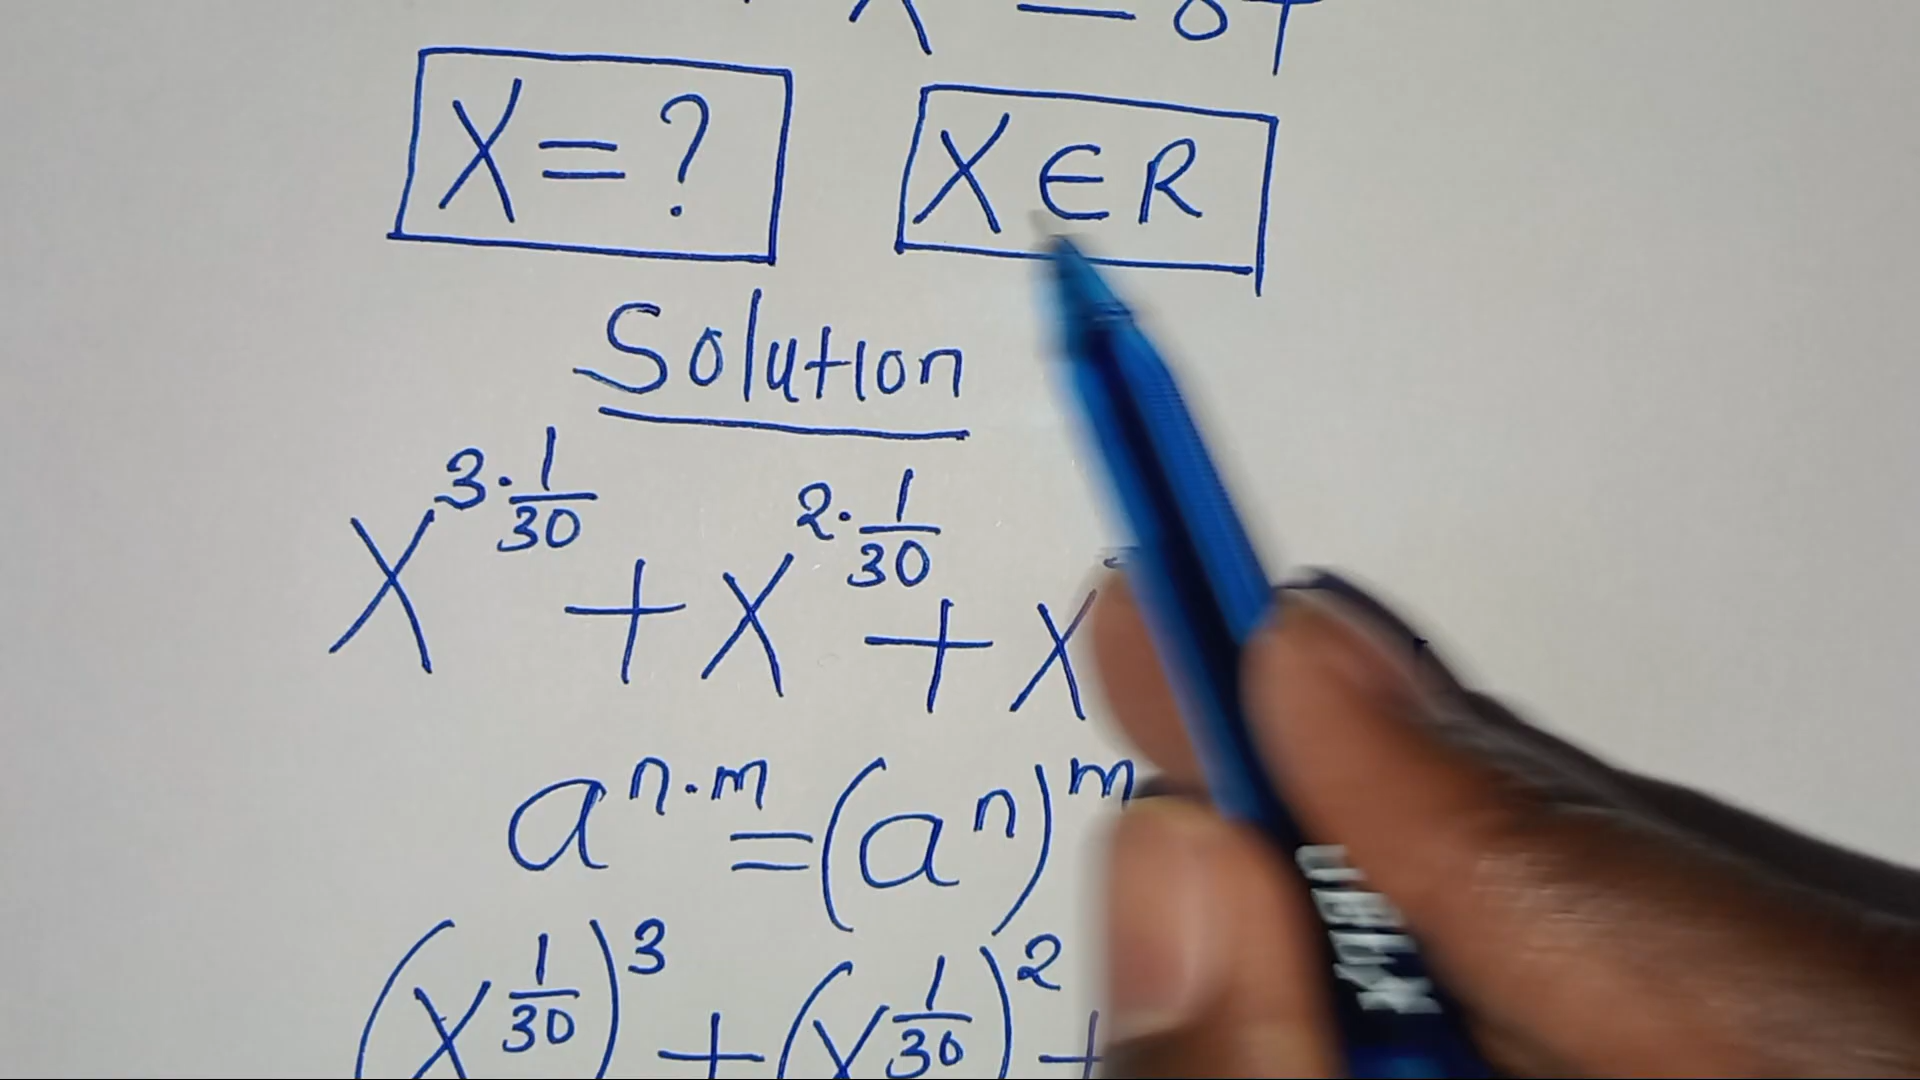 X = ? X ∈ R
Solution
X^{3·1/30} + X^{2·1/30} + X
a^{n·m} = (a^n)^m
(X^{1/30})^3 + (X^{1/30})^2 +